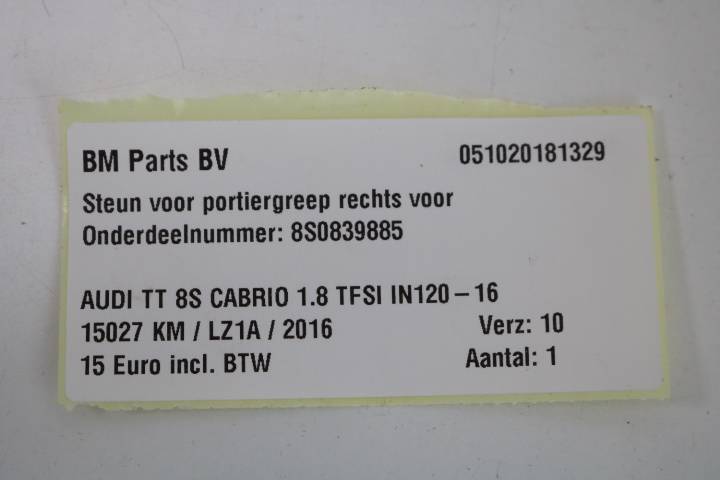 BM Parts BV 051020181329
Steun voor portiergreep rechts voor
Onderdeelnummer: 8S0839885
AUDI TT 8S CABRIO 1.8 TFSI IN120-16
15027 KM / LZ1A / 2016 Verz: 10
15 Euro incl. BTW Aantal: 1